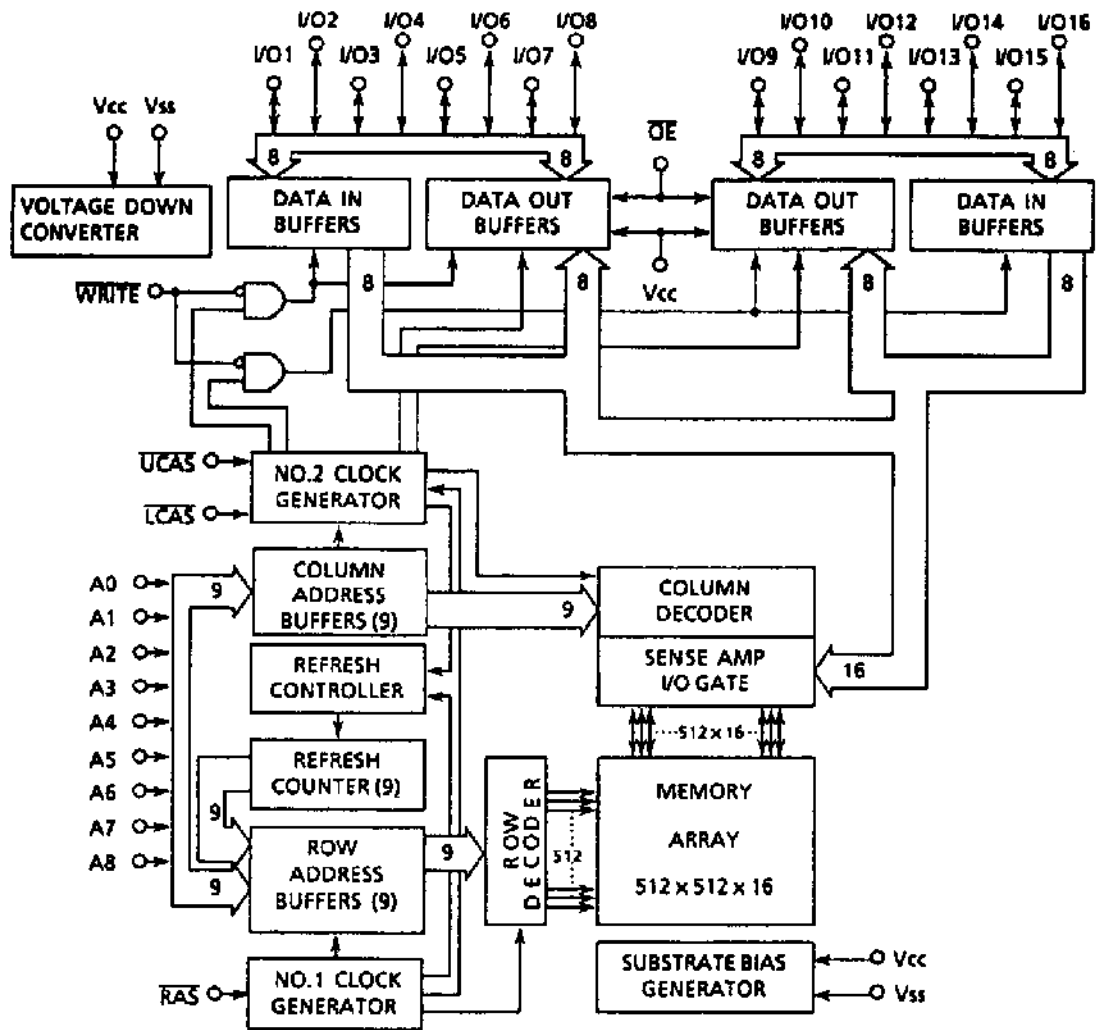 I/O2 I/O4 I/O6 I/O8 I/O10 I/O12 I/O14 I/O16
I/O1 I/O3 I/O5 I/O7 I/O9 I/O11 I/O13 I/O15
Vcc Vss
OE
8 8 8 8
VOLTAGE DOWN
CONVERTER
DATA IN
BUFFERS
DATA OUT
BUFFERS
DATA OUT
BUFFERS
DATA IN
BUFFERS
8 8 8 8
Vcc
WRITE
UCAS
LCAS
NO.2 CLOCK
GENERATOR
A0
A1
A2
A3
A4
A5
A6
A7
A8
9
COLUMN
ADDRESS
BUFFERS (9)
9
COLUMN
DECODER
SENSE AMP
I/O GATE
16
REFRESH
CONTROLLER
512 x 16
REFRESH
COUNTER (9)
9
9
ROW
ADDRESS
BUFFERS (9)
9
ROW
DECODER
512
MEMORY
ARRAY
512 x 512 x 16
RAS
NO.1 CLOCK
GENERATOR
SUBSTRATE BIAS
GENERATOR
Vcc
Vss